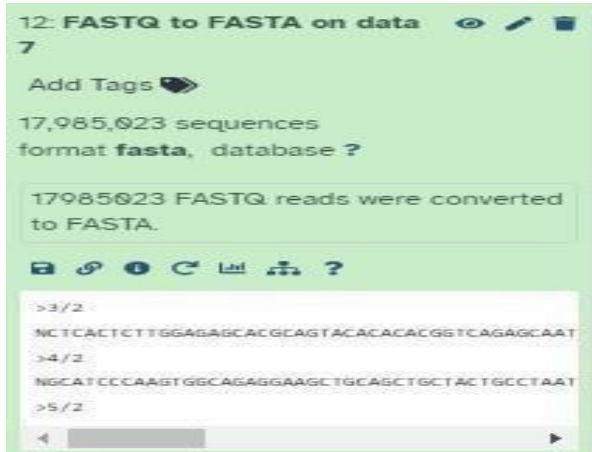 12: FASTQ to FASTA on data
7
Add Tags
17,985,023 sequences
format fasta, database ?
17985023 FASTQ reads were converted
to FASTA.
?
>3/2
NCTCACTCTTGGAGAGCACGCAGTACACACACGGTCAGAGCAAT
>4/2
NGCATCCCAAGTGGCAGAGGAAGCTGCAGCTGCTACTGCCTAAT
>5/2